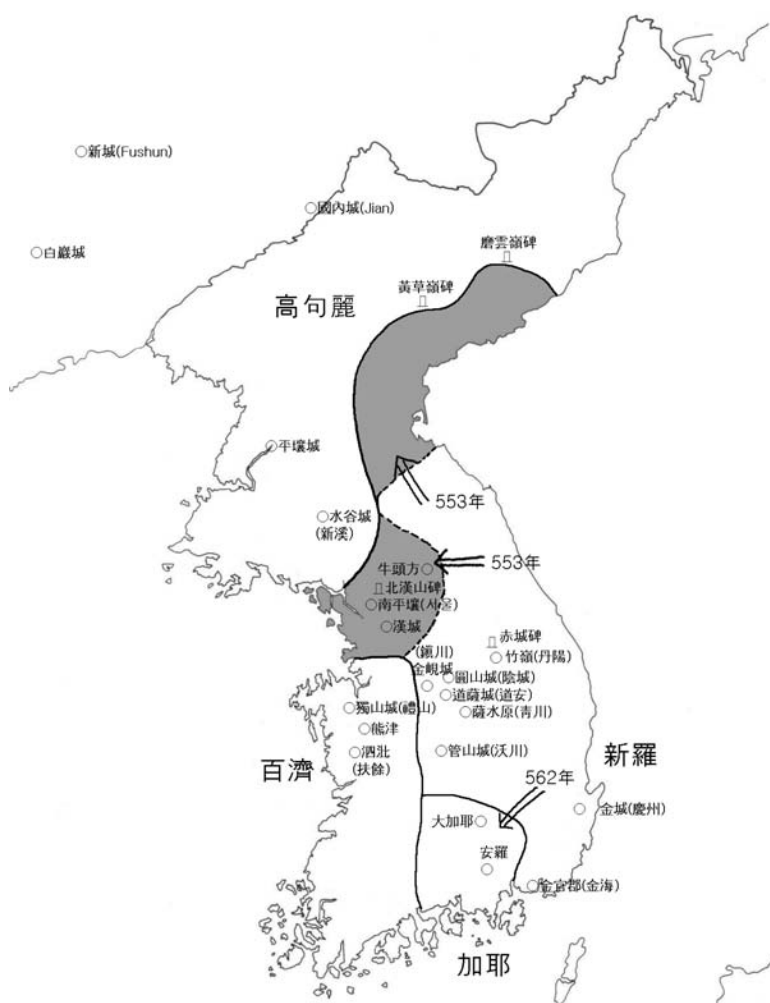 新城(Fushun)
國內城(Jian)
白巖城
磨雲嶺碑
黃草嶺碑
高句麗
平壤城
553年
水谷城
(新溪)
牛頭方
553年
北漢山碑
南平壤(서울)
漢城
赤城碑
(鎭川)
竹嶺(丹陽)
金峴城
圓山城(陰城)
道薩城(道安)
獨山城(禮山)
薩水原(靑川)
熊津
百濟
泗沘
(扶餘)
管山城(沃川)
新羅
562年
大加耶
金城(慶州)
安羅
金官郡(金海)
加耶